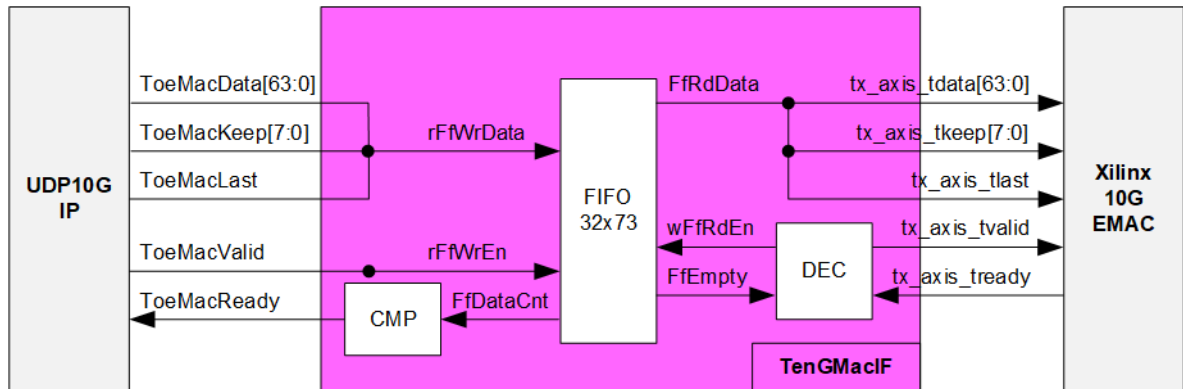 UDP10G
IP
ToeMacData[63:0]
ToeMacKeep[7:0]
ToeMacLast
ToeMacValid
ToeMacReady
rFfWrData
rFfWrEn
FfDataCnt
CMP
FIFO
32x73
FfRdData
wFfRdEn
FfEmpty
DEC
tx_axis_tdata[63:0]
tx_axis_tkeep[7:0]
tx_axis_tlast
tx_axis_tvalid
tx_axis_tready
TenGMacIF
Xilinx
10G
EMAC